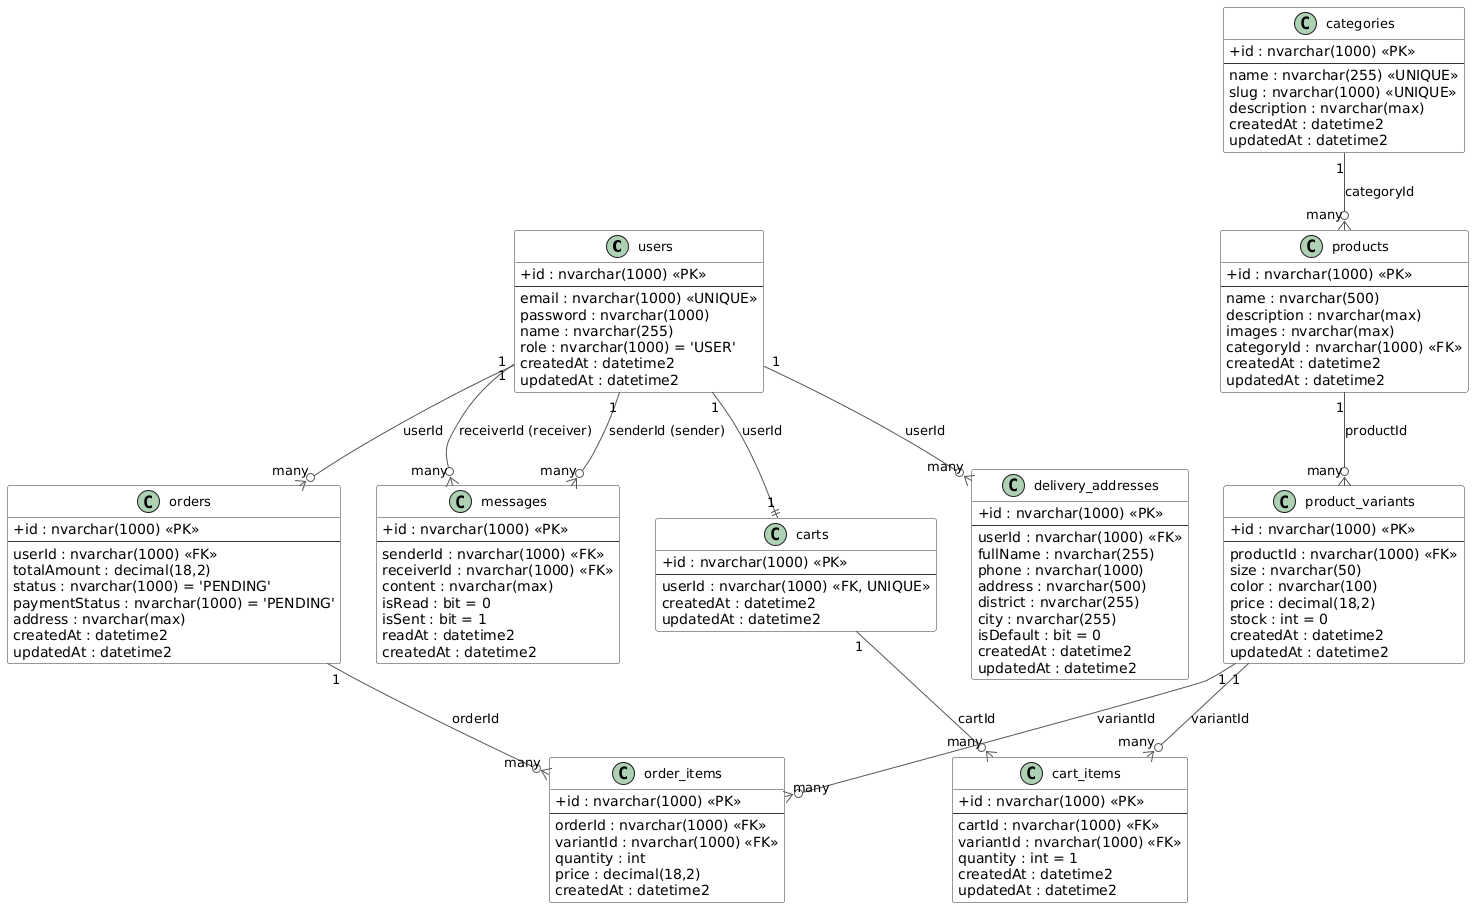 C categories
+id : nvarchar(1000) «PK»
name : nvarchar(255) «UNIQUE»
slug : nvarchar(1000) «UNIQUE»
description : nvarchar(max)
createdAt : datetime2
updatedAt : datetime2
1
categoryId
many
C users
+id : nvarchar(1000) «PK»
email : nvarchar(1000) «UNIQUE»
password : nvarchar(1000)
name : nvarchar(255)
role : nvarchar(1000) = 'USER'
createdAt : datetime2
updatedAt : datetime2
C products
+id : nvarchar(1000) «PK»
name : nvarchar(500)
description : nvarchar(max)
images : nvarchar(max)
categoryId : nvarchar(1000) «FK»
createdAt : datetime2
updatedAt : datetime2
1
userId
many
1
receiverId (receiver)
many
1
senderId (sender)
many
1
userId
1
1
userId
many
1
productId
many
C orders
+id : nvarchar(1000) «PK»
userId : nvarchar(1000) «FK»
totalAmount : decimal(18,2)
status : nvarchar(1000) = 'PENDING'
paymentStatus : nvarchar(1000) = 'PENDING'
address : nvarchar(max)
createdAt : datetime2
updatedAt : datetime2
C messages
+id : nvarchar(1000) «PK»
senderId : nvarchar(1000) «FK»
receiverId : nvarchar(1000) «FK»
content : nvarchar(max)
isRead : bit = 0
isSent : bit = 1
readAt : datetime2
createdAt : datetime2
C carts
+id : nvarchar(1000) «PK»
userId : nvarchar(1000) «FK, UNIQUE»
createdAt : datetime2
updatedAt : datetime2
C delivery_addresses
+id : nvarchar(1000) «PK»
userId : nvarchar(1000) «FK»
fullName : nvarchar(255)
phone : nvarchar(1000)
address : nvarchar(500)
district : nvarchar(255)
city : nvarchar(255)
isDefault : bit = 0
createdAt : datetime2
updatedAt : datetime2
C product_variants
+id : nvarchar(1000) «PK»
productId : nvarchar(1000) «FK»
size : nvarchar(50)
color : nvarchar(100)
price : decimal(18,2)
stock : int = 0
createdAt : datetime2
updatedAt : datetime2
1
orderId
many
1
cartId
many
1
variantId
many
1
variantId
many
C order_items
+id : nvarchar(1000) «PK»
orderId : nvarchar(1000) «FK»
variantId : nvarchar(1000) «FK»
quantity : int
price : decimal(18,2)
createdAt : datetime2
C cart_items
+id : nvarchar(1000) «PK»
cartId : nvarchar(1000) «FK»
variantId : nvarchar(1000) «FK»
quantity : int = 1
createdAt : datetime2
updatedAt : datetime2